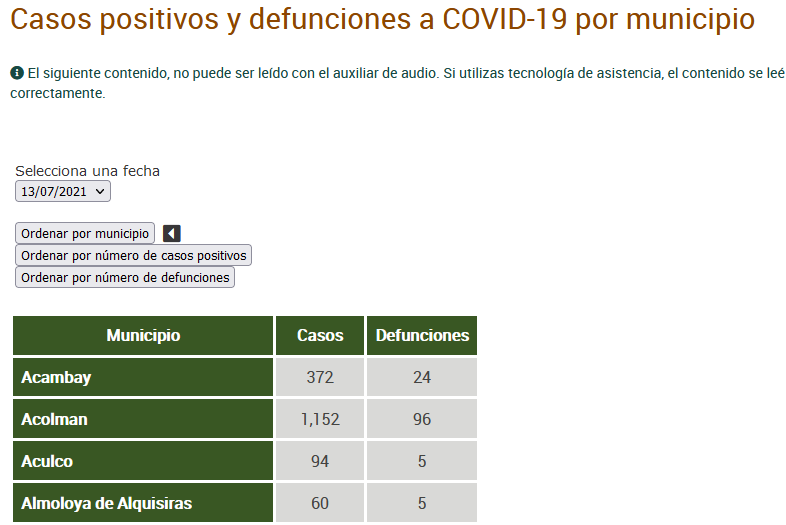 Casos positivos y defunciones a COVID-19 por municipio
El siguiente contenido, no puede ser leído con el auxiliar de audio. Si utilizas tecnología de asistencia, el contenido se leé
correctamente.
Selecciona una fecha
13/07/2021
Ordenar por municipio
Ordenar por número de casos positivos
Ordenar por número de defunciones
Municipio Casos Defunciones
Acambay 372 24
Acolman 1,152 96
Aculco 94 5
Almoloya de Alquisiras 60 5